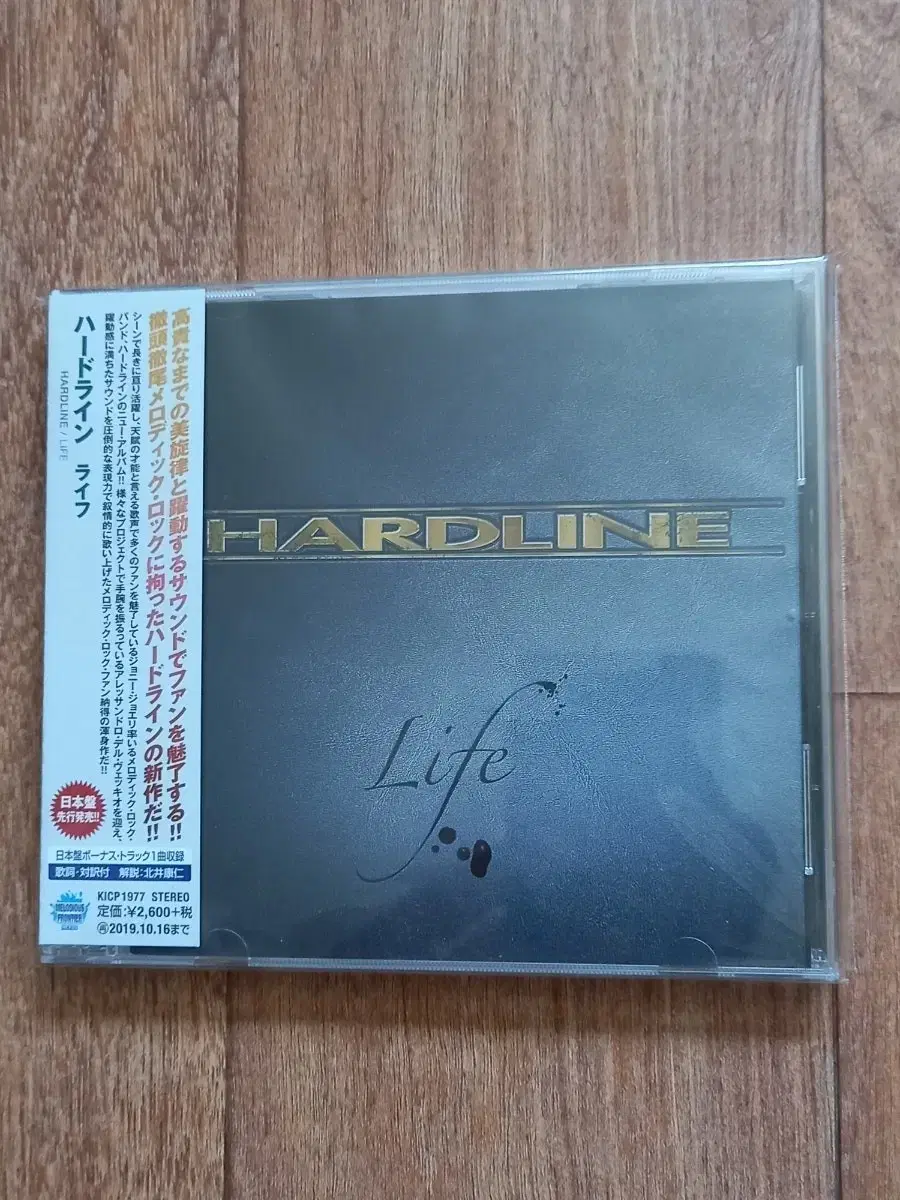 高貴なまでの美旋律と躍動するサウンドでファンを魅了する!!
徹頭徹尾メロディック・ロックに拘ったハードラインの新作だ!!
シーンで長きに亘り活躍し、天賦の才能と言える歌声で多くのファンを魅了しているジョニー・ジョエリ率いるメロディック・ロック・
バンド、ハードラインのニュー・アルバム!! 様々なプロジェクトで手腕を振るっているアレッサンドロ・デル・ヴェッキオを迎え、
躍動感に満ちたサウンドを圧倒的な表現力で叙情的に歌い上げたメロディック・ロック・ファン納得の渾身作だ!!
ハードライン ライフ
HARDLINE / LIFE
日本盤
先行発売!!
日本盤ボーナス・トラック1曲収録
歌詞・対訳付 解説:北井康仁
MELODIOUS
FRONTIER
KICP1977 STEREO
定価:¥2,600+税
再2019.10.16まで
HARDLINE
Life